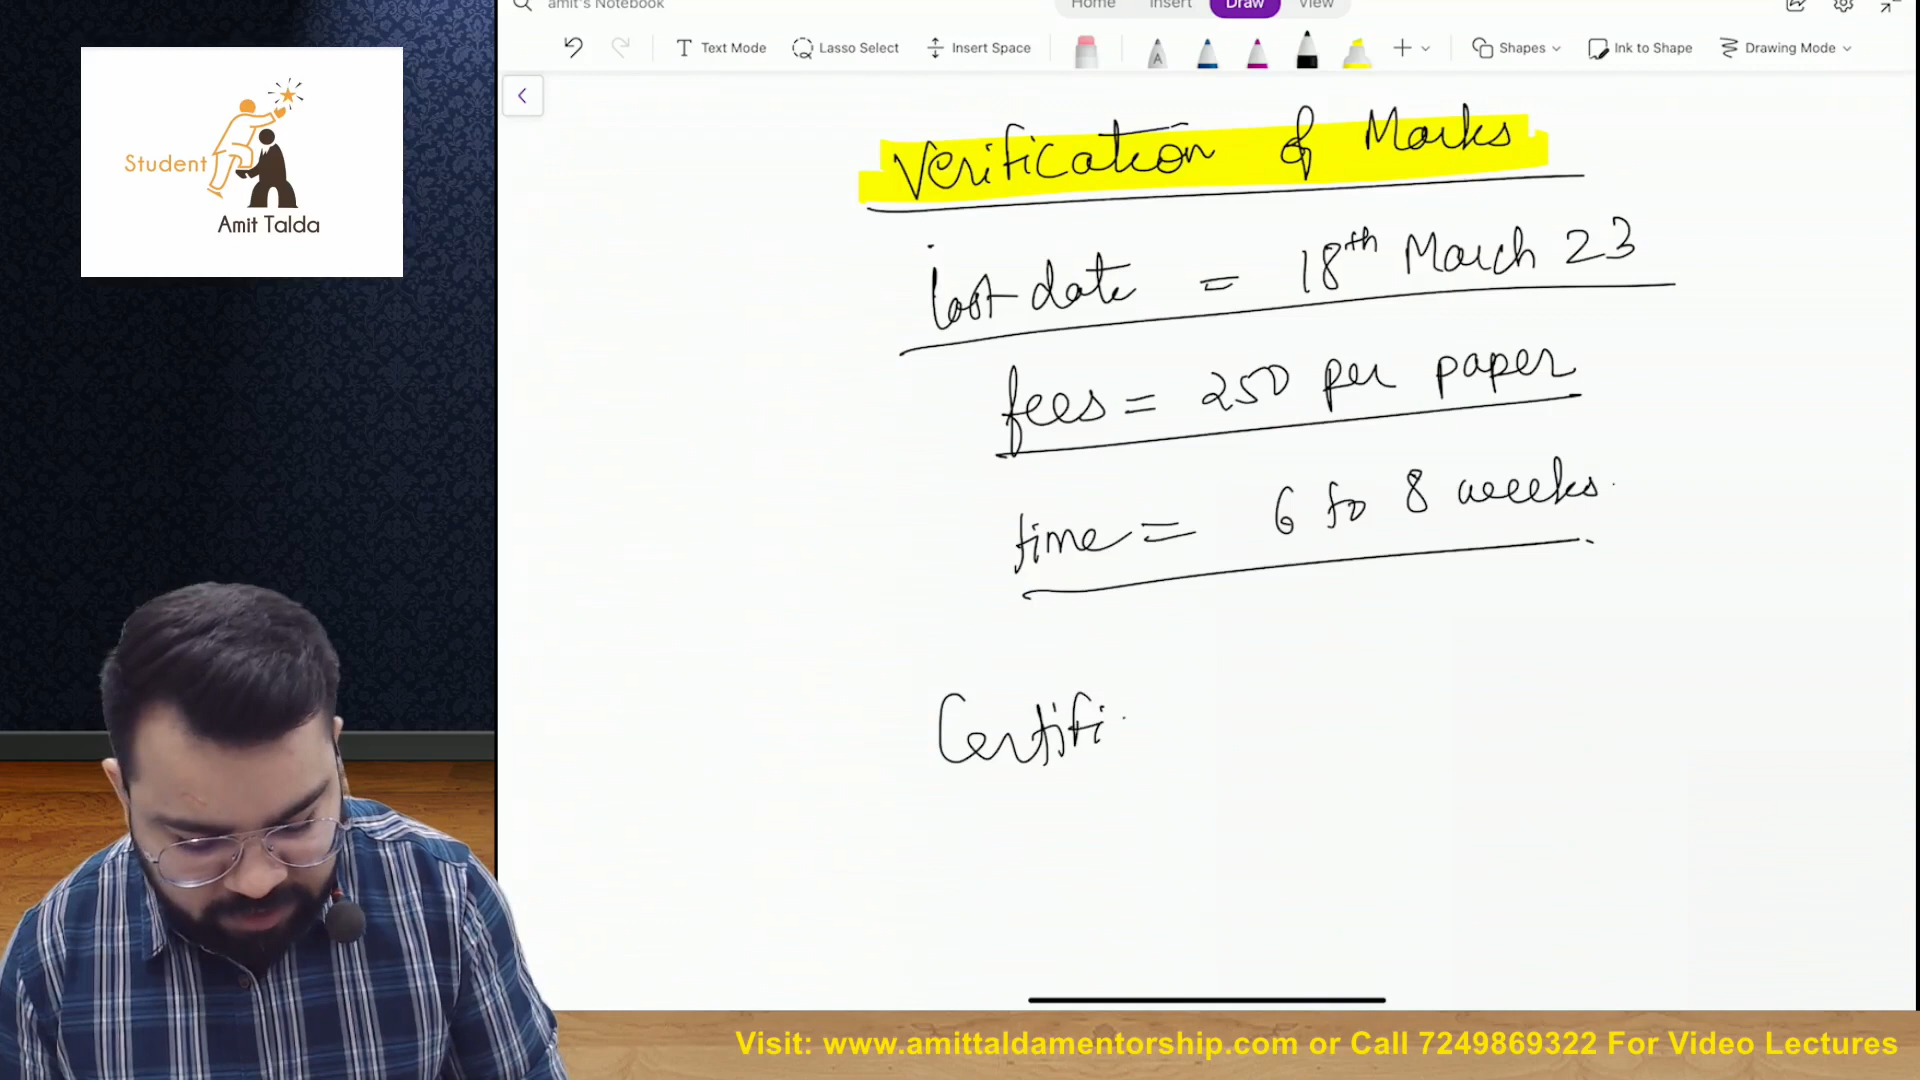 amit's Notebook
Home Insert Draw View
Text Mode Lasso Select Insert Space Shapes Ink to Shape Drawing Mode
A
Student
Amit Talda
Verification of Marks
last date = 18th March 23
fees = 250 per paper
time = 6 to 8 weeks.
Certifi
Visit: www.amittaldamentorship.com or Call 7249869322 For Video Lectures